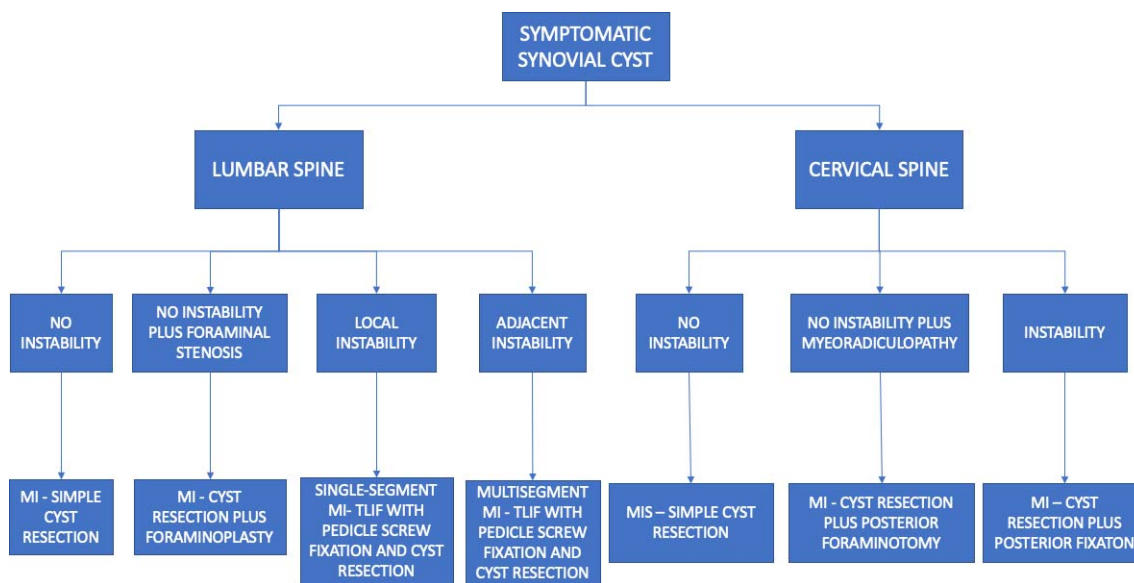 SYMPTOMATIC
SYNOVIAL CYST
LUMBAR SPINE
CERVICAL SPINE
NO
INSTABILITY
NO INSTABILITY
PLUS FORAMINAL
STENOSIS
LOCAL
INSTABILITY
ADJACENT
INSTABILITY
NO
INSTABILITY
NO INSTABILITY PLUS
MYEORADICULOPATHY
INSTABILITY
MI - SIMPLE
CYST
RESECTION
MI - CYST
RESECTION PLUS
FORAMINOPLASTY
SINGLE-SEGMENT
MI- TLIF WITH
PEDICLE SCREW
FIXATION AND CYST
RESECTION
MULTISEGMENT
MI - TLIF WITH
PEDICLE SCREW
FIXATION AND
CYST RESECTION
MIS – SIMPLE CYST
RESECTION
MI - CYST RESECTION
PLUS POSTERIOR
FORAMINOTOMY
MI – CYST
RESECTION PLUS
POSTERIOR FIXATON